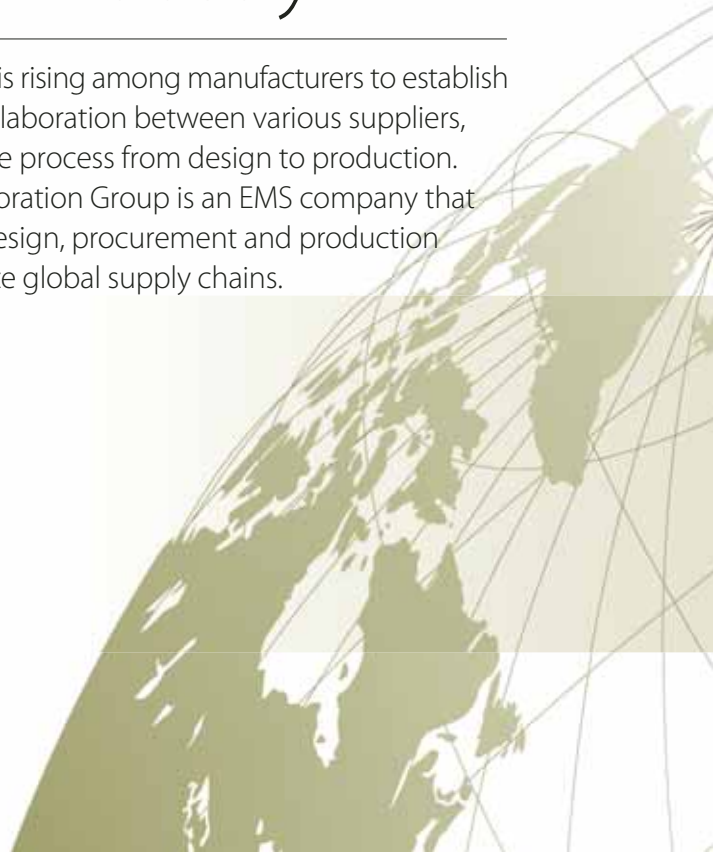 is rising among manufacturers to establish
laboration between various suppliers,
e process from design to production.
oration Group is an EMS company that
esign, procurement and production
e global supply chains.